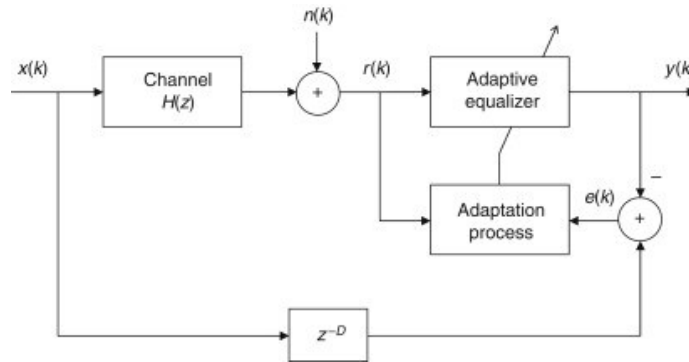 n(k)
x(k)
Channel
H(z)
+
r(k)
Adaptive
equalizer
y(k
–
e(k)
+
Adaptation
process
z⁻ᴰ